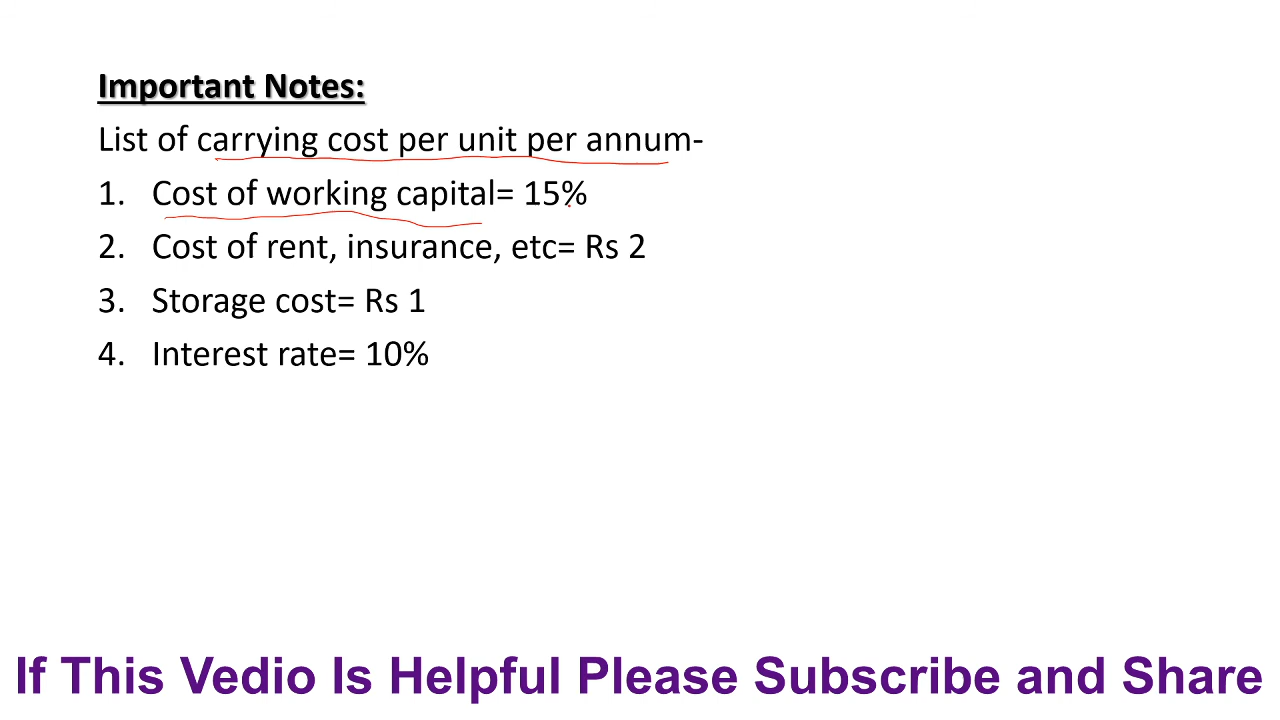 Important Notes:
List of carrying cost per unit per annum-
1. Cost of working capital= 15%
2. Cost of rent, insurance, etc= Rs 2
3. Storage cost= Rs 1
4. Interest rate= 10%
If This Vedio Is Helpful Please Subscribe and Share